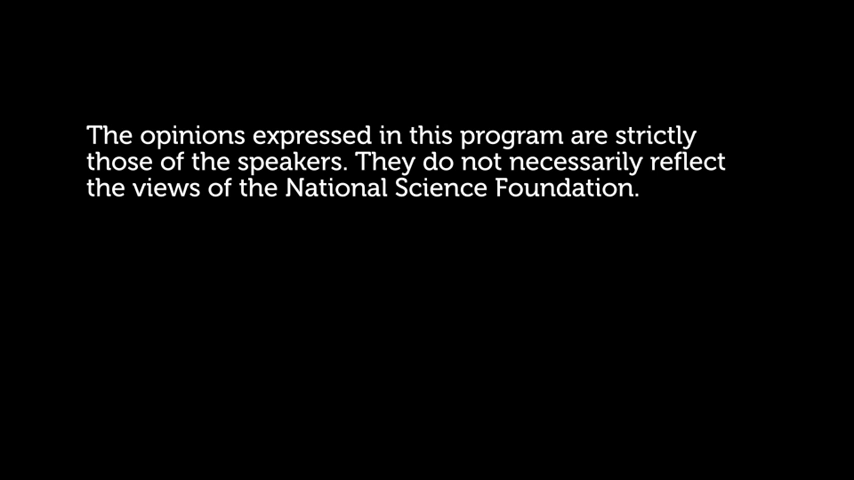 The opinions expressed in this program are strictly
those of the speakers. They do not necessarily reflect
the views of the National Science Foundation.